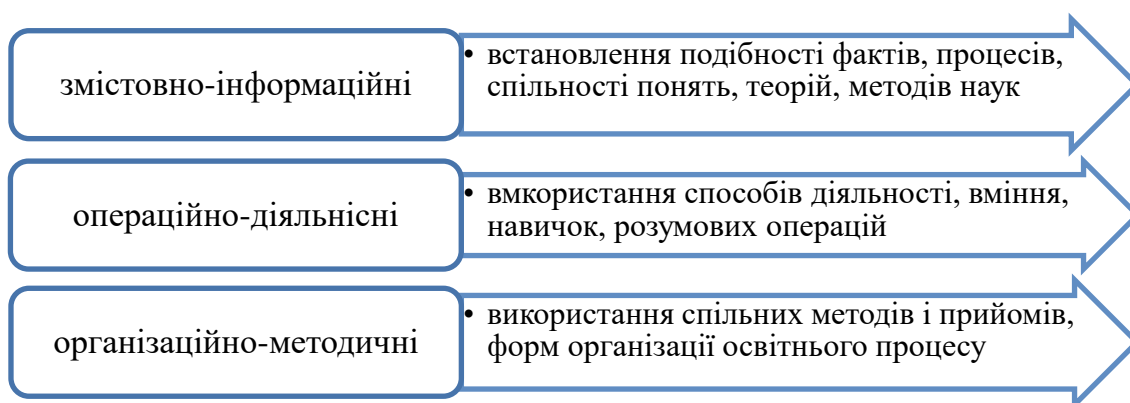 змістовно-інформаційні
• встановлення подібності фактів, процесів,
спільності понять, теорій, методів наук
операційно-діяльнісні
• вмкористання способів діяльності, вміння,
навичок, розумових операцій
організаційно-методичні
• використання спільних методів і прийомів,
форм організації освітнього процесу